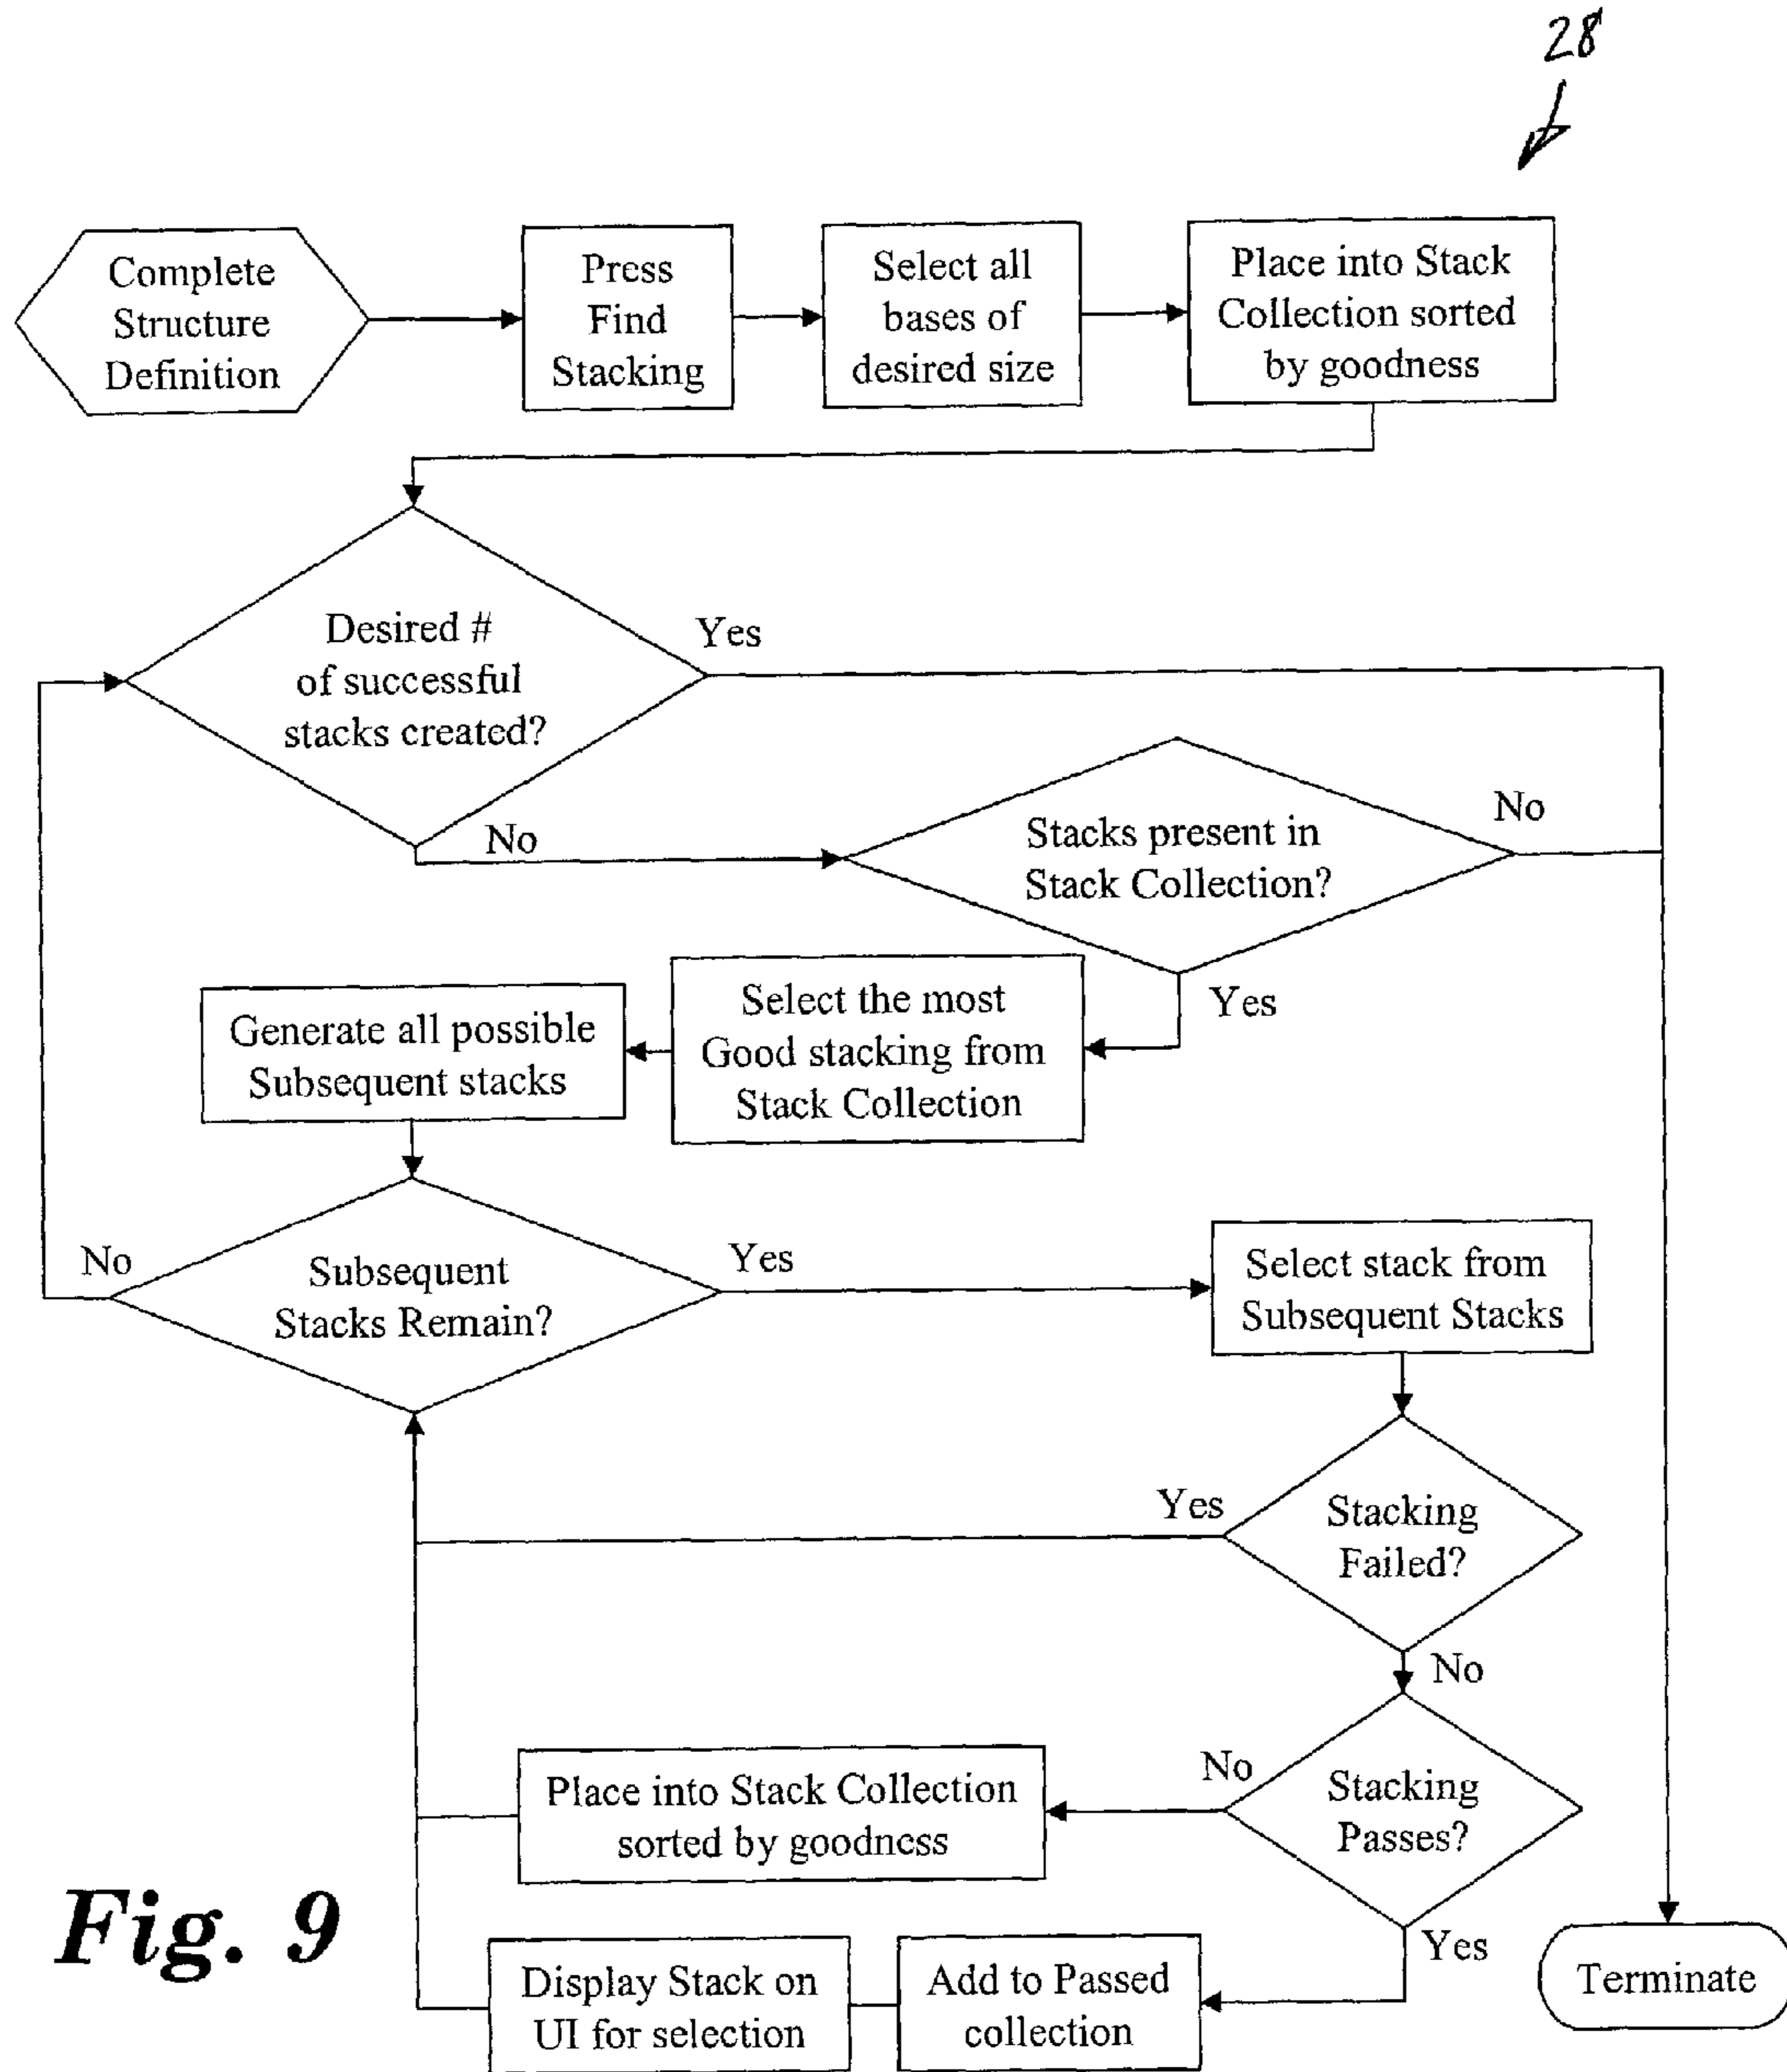 28
Complete
Structure
Definition
Press
Find
Stacking
Select all
bases of
desired size
Place into Stack
Collection sorted
by goodness
Desired #
of successful
stacks created?
Yes
No
Stacks present in
Stack Collection?
No
Yes
Select the most
Good stacking from
Stack Collection
Generate all possible
Subsequent stacks
Subsequent
Stacks Remain?
No
Yes
Select stack from
Subsequent Stacks
Stacking
Failed?
Yes
No
Stacking
Passes?
No
Yes
Place into Stack Collection
sorted by goodness
Add to Passed
collection
Display Stack on
UI for selection
Terminate
Fig. 9